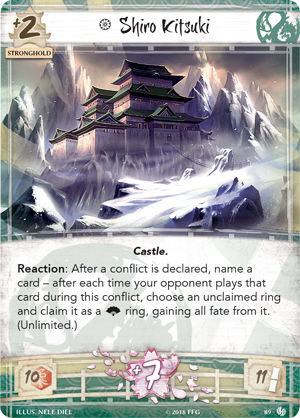 +2
Shiro Kitsuki
STRONGHOLD
Castle.
Reaction: After a conflict is declared, name a
card – after each time your opponent plays that
card during this conflict, choose an unclaimed ring
and claim it as a ring, gaining all fate from it.
(Unlimited.)
10
+7
11
ILLUS. NELE DIEL
© 2018 FFG
89